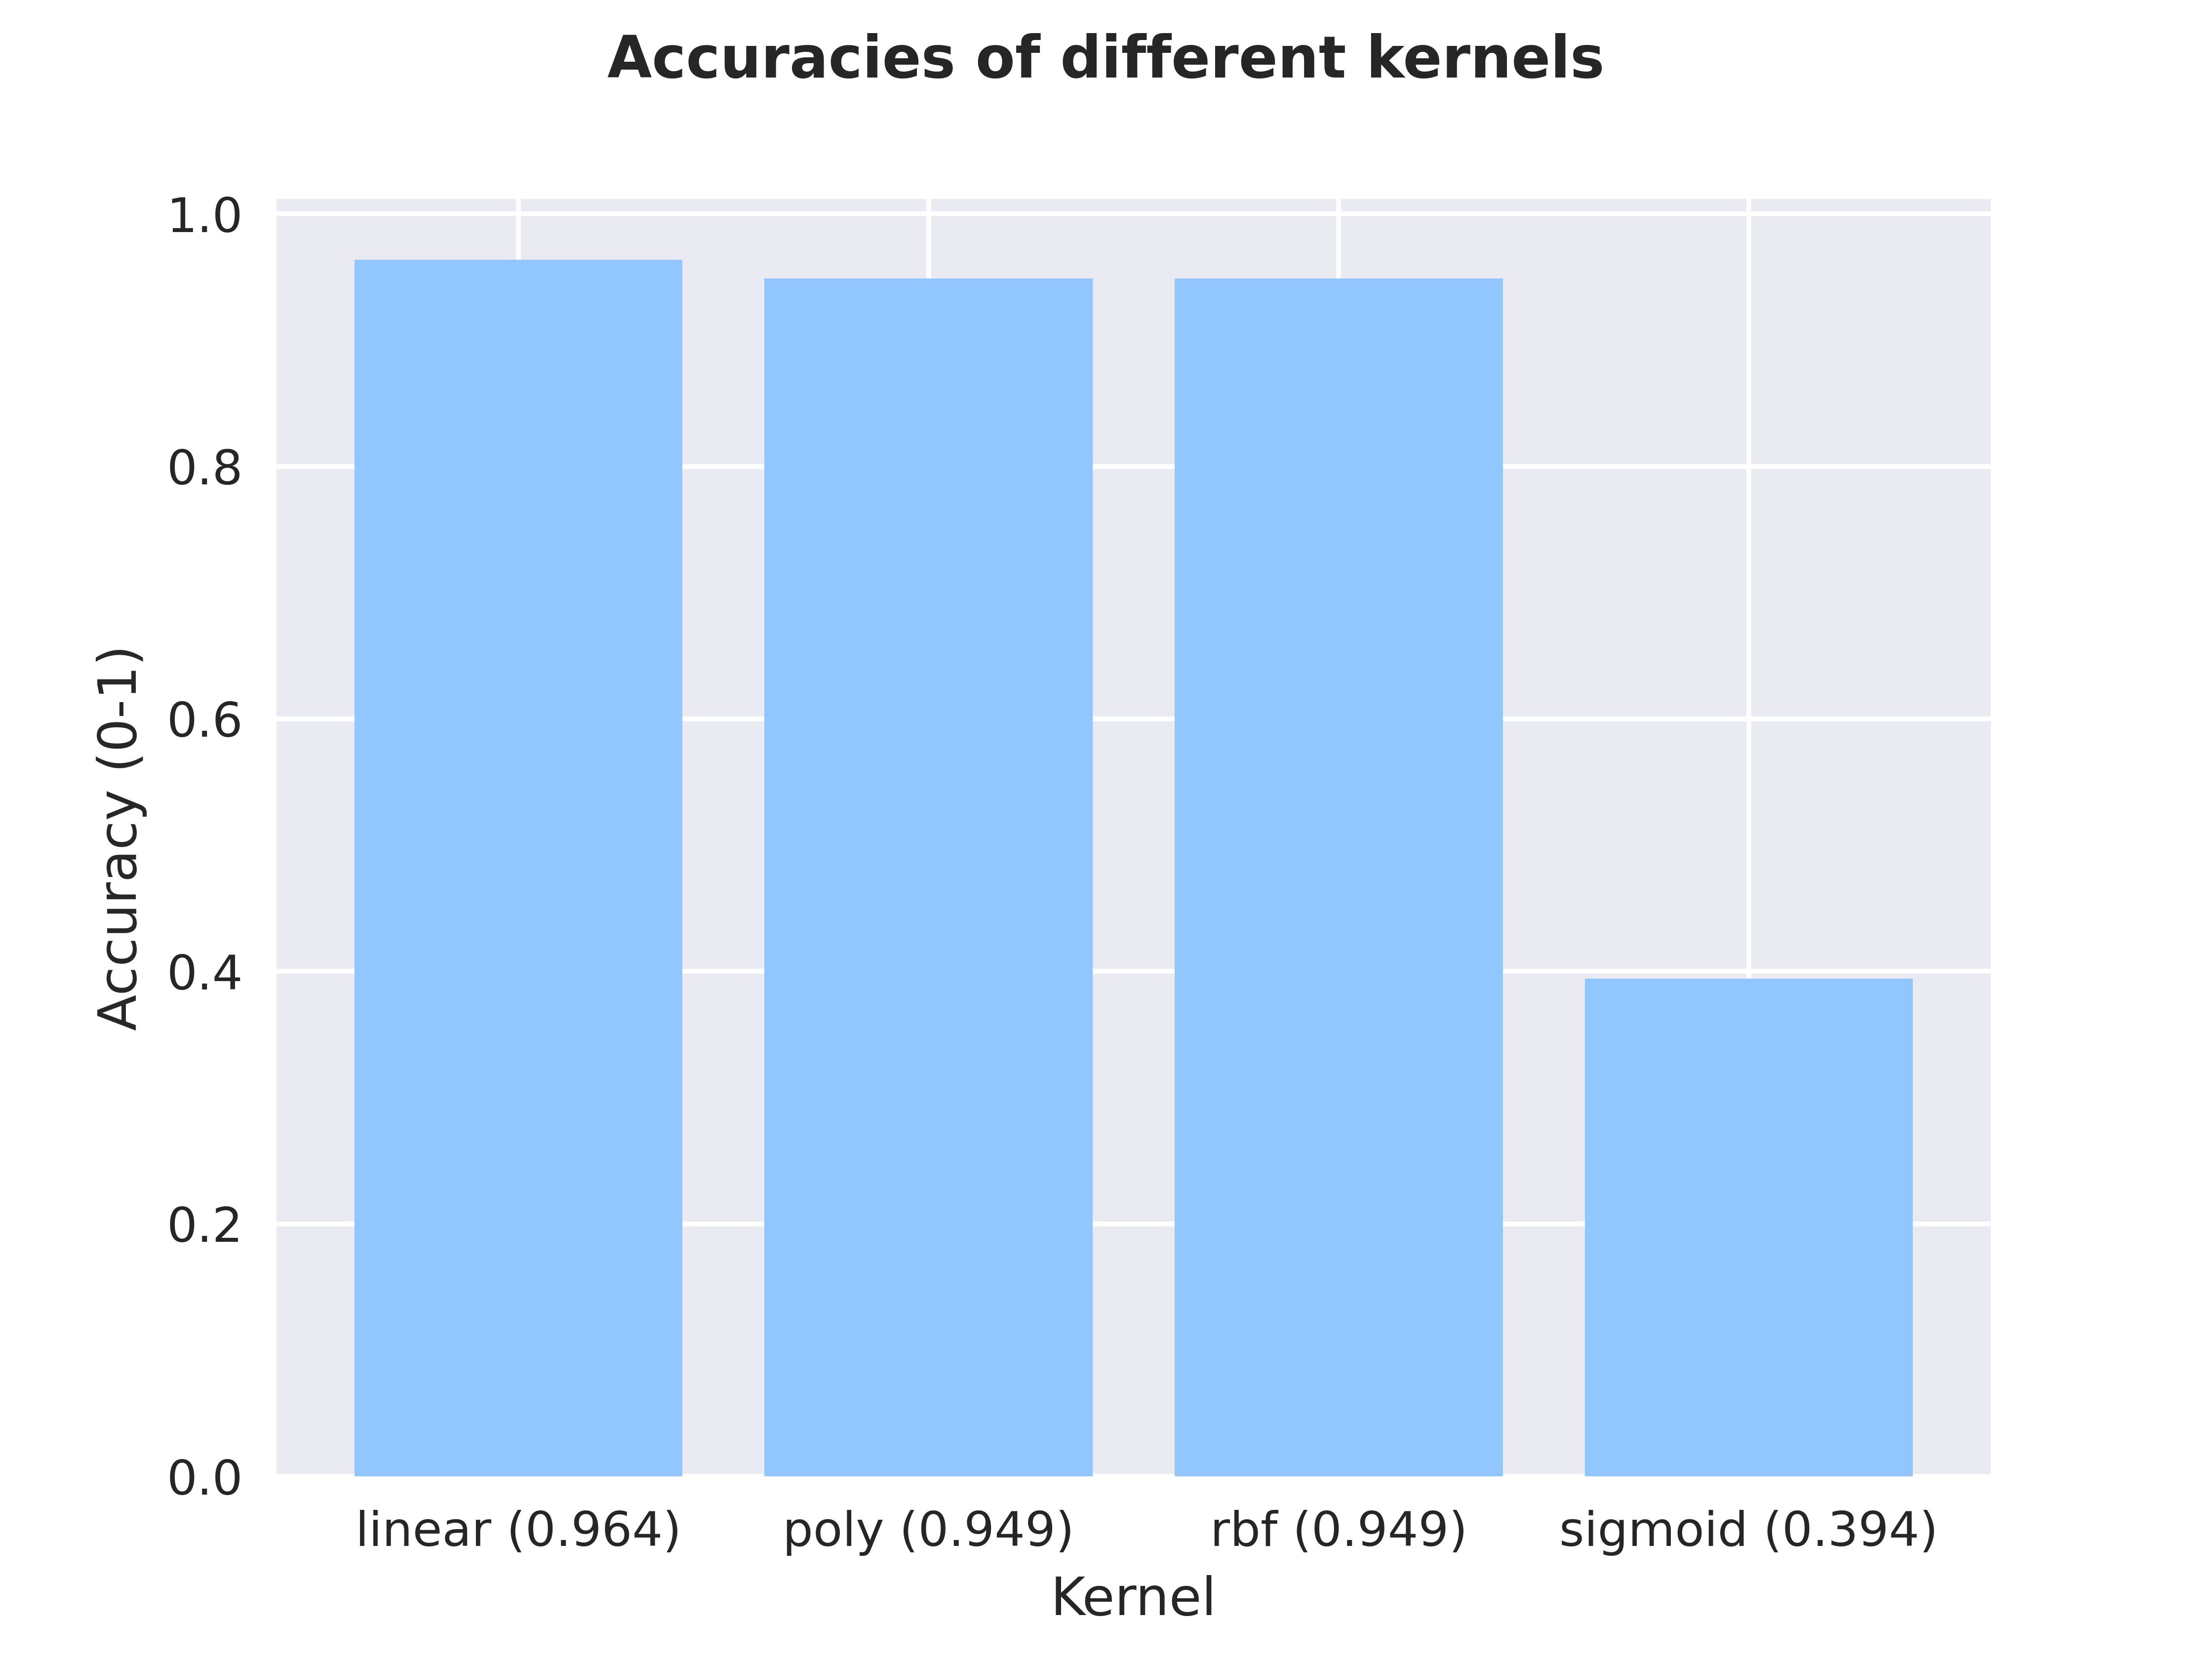 Accuracies of different kernels
1.0
0.8
0.6
0.4
0.2
0.0
Accuracy (0-1)
linear (0.964) poly (0.949) rbf (0.949) sigmoid (0.394)
Kernel